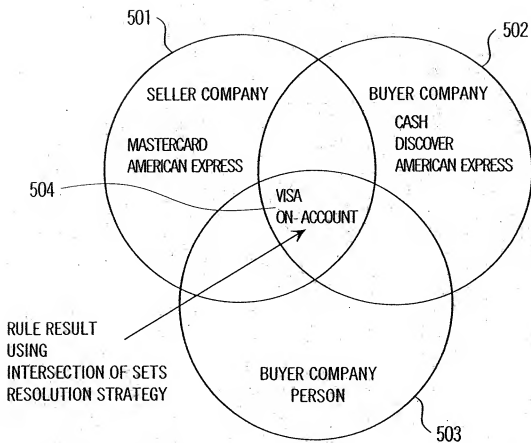 501
502
SELLER COMPANY
BUYER COMPANY
MASTERCARD
AMERICAN EXPRESS
CASH
DISCOVER
AMERICAN EXPRESS
504
VISA
ON-ACCOUNT
RULE RESULT
USING
INTERSECTION OF SETS
RESOLUTION STRATEGY
BUYER COMPANY
PERSON
503